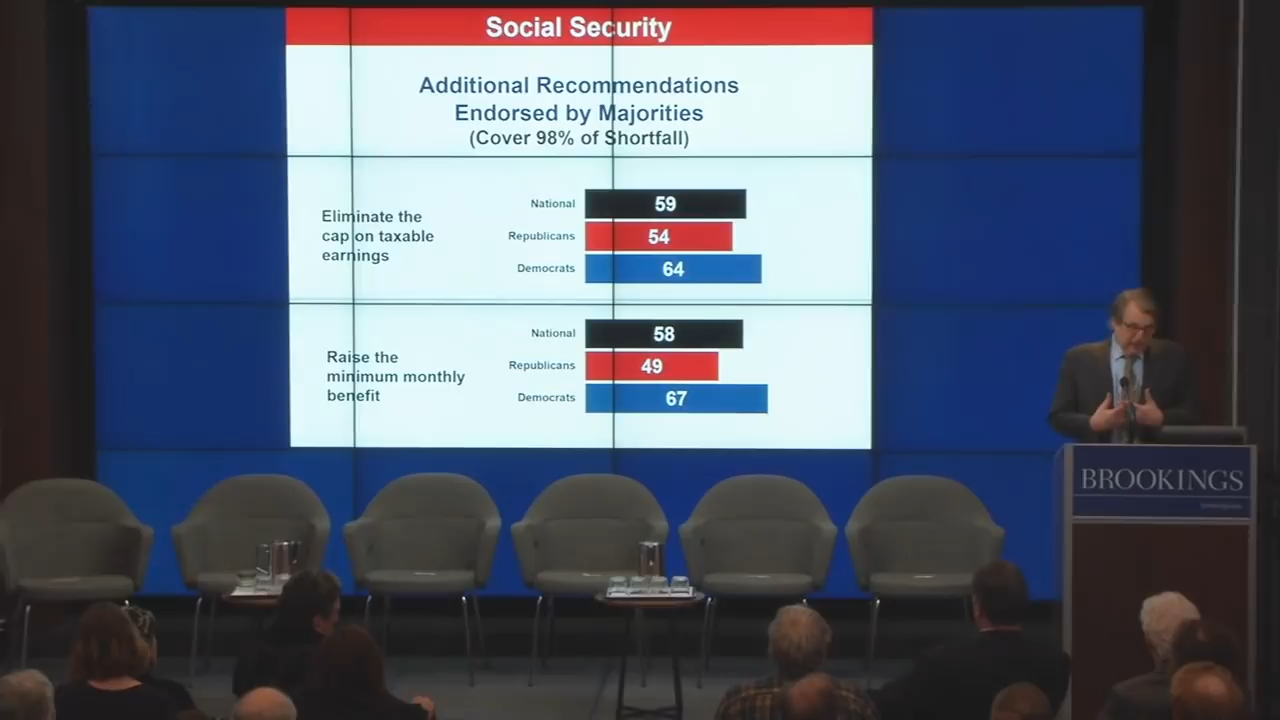 Social Security
Additional Recommendations
Endorsed by Majorities
(Cover 98% of Shortfall)
Eliminate the
cap on taxable
earnings
National 59
Republicans 54
Democrats 64
Raise the
minimum monthly
benefit
National 58
Republicans 49
Democrats 67
BROOKINGS